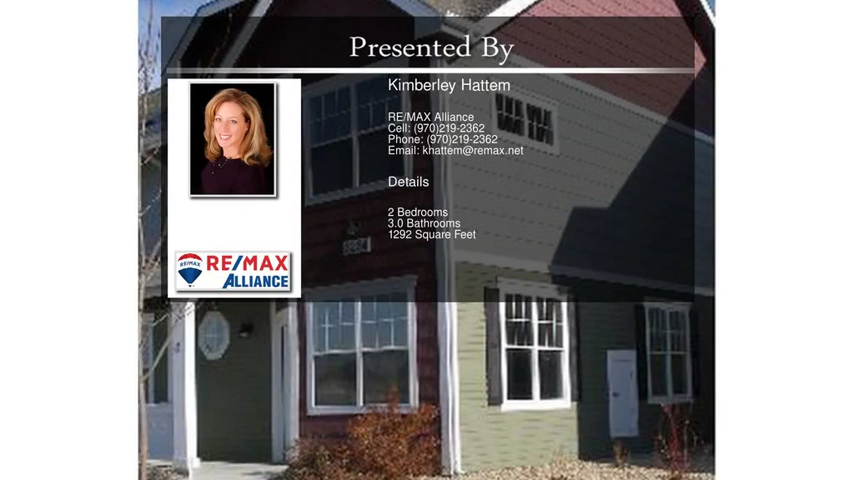 Presented By
Kimberley Hattem
RE/MAX Alliance
Cell: (970)219-2362
Phone: (970)219-2362
Email: khattem@remax.net
Details
2 Bedrooms
3.0 Bathrooms
1292 Square Feet
RE/MAX
RE/MAX
ALLIANCE